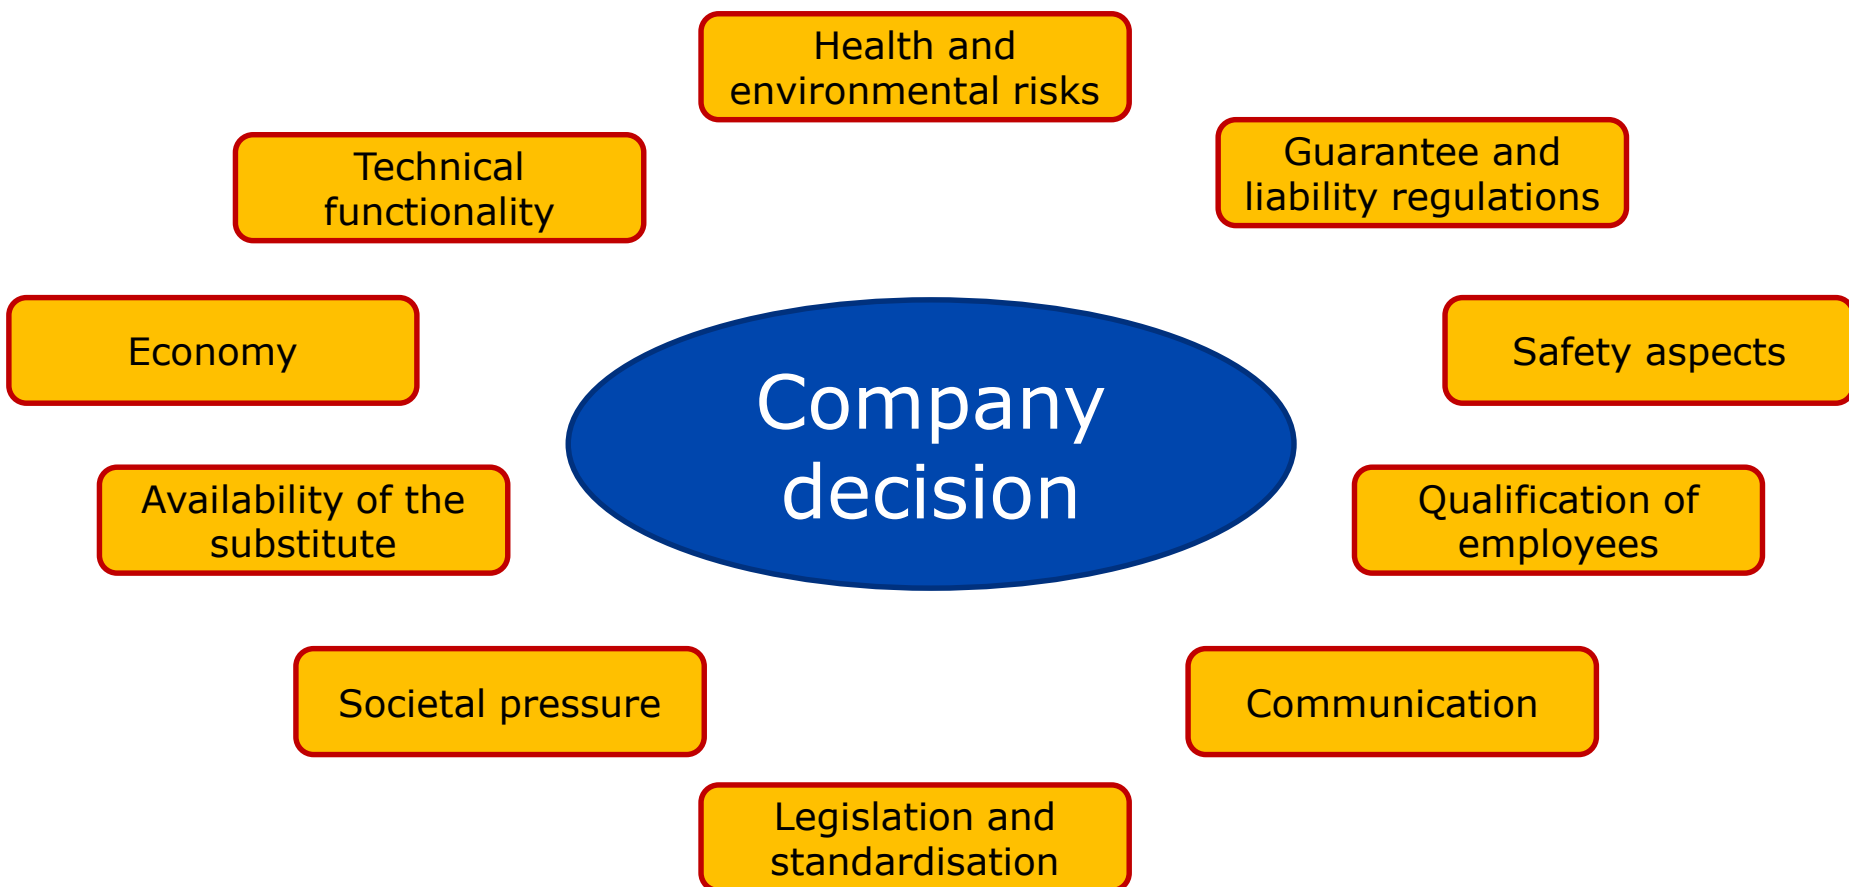 Health and
environmental risks
Guarantee and
liability regulations
Technical
functionality
Economy
Safety aspects
Company
decision
Availability of the
substitute
Qualification of
employees
Societal pressure
Communication
Legislation and
standardisation